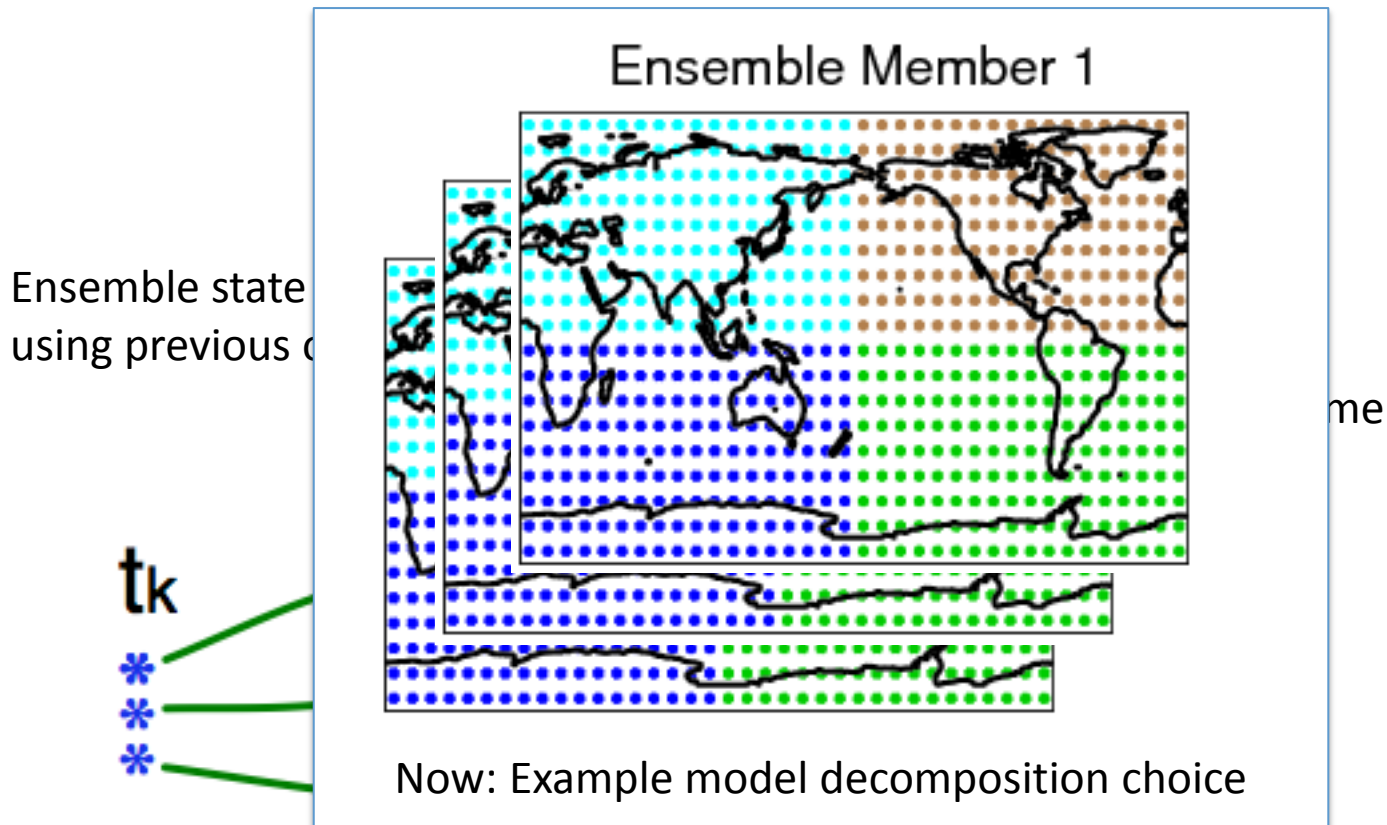 Ensemble Member 1
Ensemble state
using previous
me
tk
*
*
*
Now: Example model decomposition choice